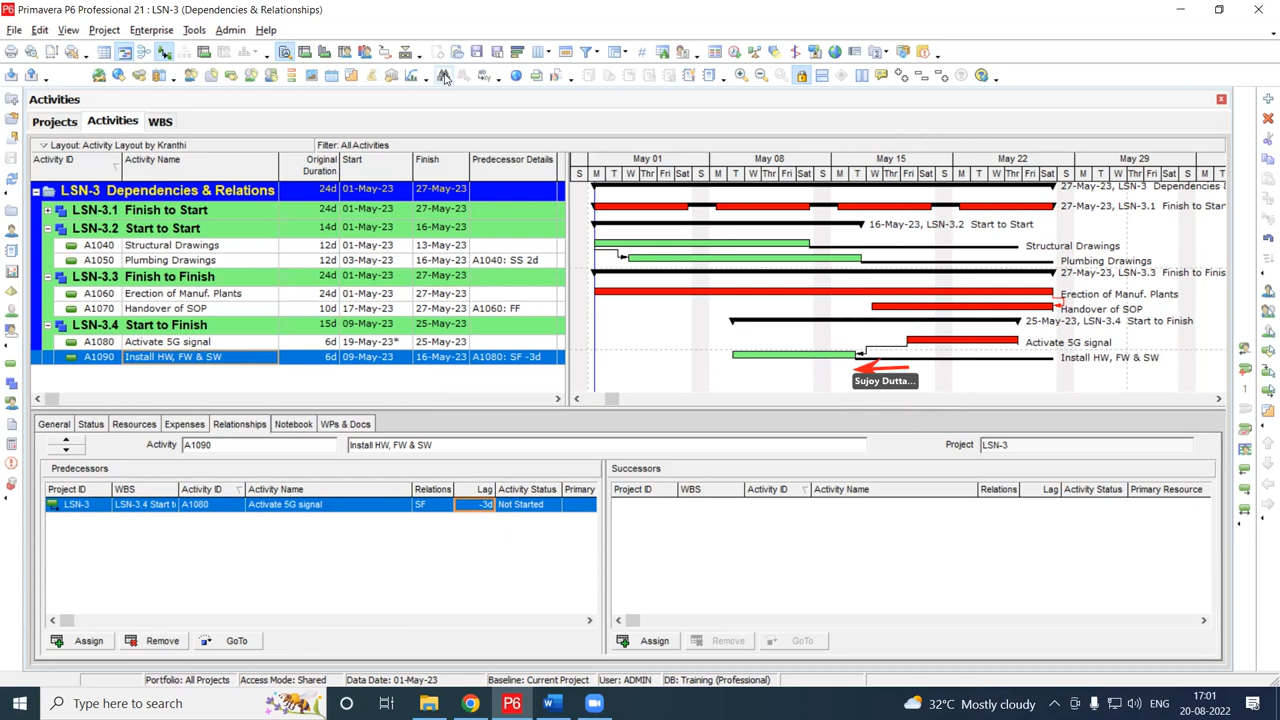 Primavera P6 Professional 21 : LSN-3 (Dependencies & Relationships)
File Edit View Project Enterprise Tools Admin Help
Activities
Projects Activities WBS
Layout: Activity Layout by Kranthi Filter: All Activities
Activity ID Activity Name Original Duration Start Finish Predecessor Details
May 01 May 08 May 15 May 22 May 29
S M T W Thr Fri Sat S M T W Thr Fri Sat S M T W Thr Fri Sat S M T W Thr Fri Sat S M T W Thr Fri Sat S M T
LSN-3 Dependencies & Relations 24d 01-May-23 27-May-23
27-May-23, LSN-3 Dependencies &
LSN-3.1 Finish to Start 24d 01-May-23 27-May-23
27-May-23, LSN-3.1 Finish to Start
LSN-3.2 Start to Start 14d 01-May-23 16-May-23
16-May-23, LSN-3.2 Start to Start
A1040 Structural Drawings 12d 01-May-23 13-May-23
Structural Drawings
A1050 Plumbing Drawings 12d 03-May-23 16-May-23 A1040: SS 2d
Plumbing Drawings
LSN-3.3 Finish to Finish 24d 01-May-23 27-May-23
27-May-23, LSN-3.3 Finish to Finis
A1060 Erection of Manuf. Plants 24d 01-May-23 27-May-23
Erection of Manuf. Plants
A1070 Handover of SOP 10d 17-May-23 27-May-23 A1060: FF
Handover of SOP
LSN-3.4 Start to Finish 15d 09-May-23 25-May-23
25-May-23, LSN-3.4 Start to Finish
A1080 Activate 5G signal 6d 19-May-23* 25-May-23
Activate 5G signal
A1090 Install HW, FW & SW 6d 09-May-23 16-May-23 A1080: SF -3d
Install HW, FW & SW
Sujoy Dutta...
General Status Resources Expenses Relationships Notebook WPs & Docs
Activity A1090 Install HW, FW & SW Project LSN-3
Predecessors
Successors
Project ID WBS Activity ID Activity Name Relations Lag Activity Status Primary
Project ID WBS Activity ID Activity Name Relations Lag Activity Status Primary Resource
LSN-3 LSN-3.4 Start t A1080 Activate 5G signal SF -3d Not Started
Assign Remove GoTo
Assign Remove GoTo
Portfolio: All Projects Access Mode: Shared Data Date: 01-May-23 Baseline: Current Project User: ADMIN DB: Training (Professional)
Type here to search
32°C Mostly cloudy
ENG
17:01
20-08-2022